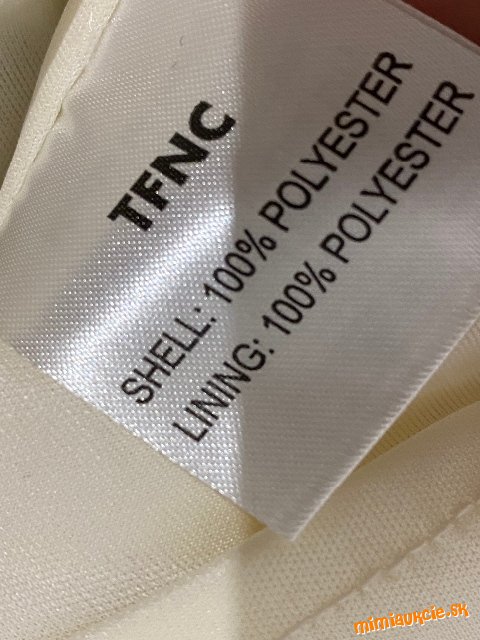 TFNC
SHELL: 100% POLYESTER
LINING: 100% POLYESTER
mimiaukcie.sk